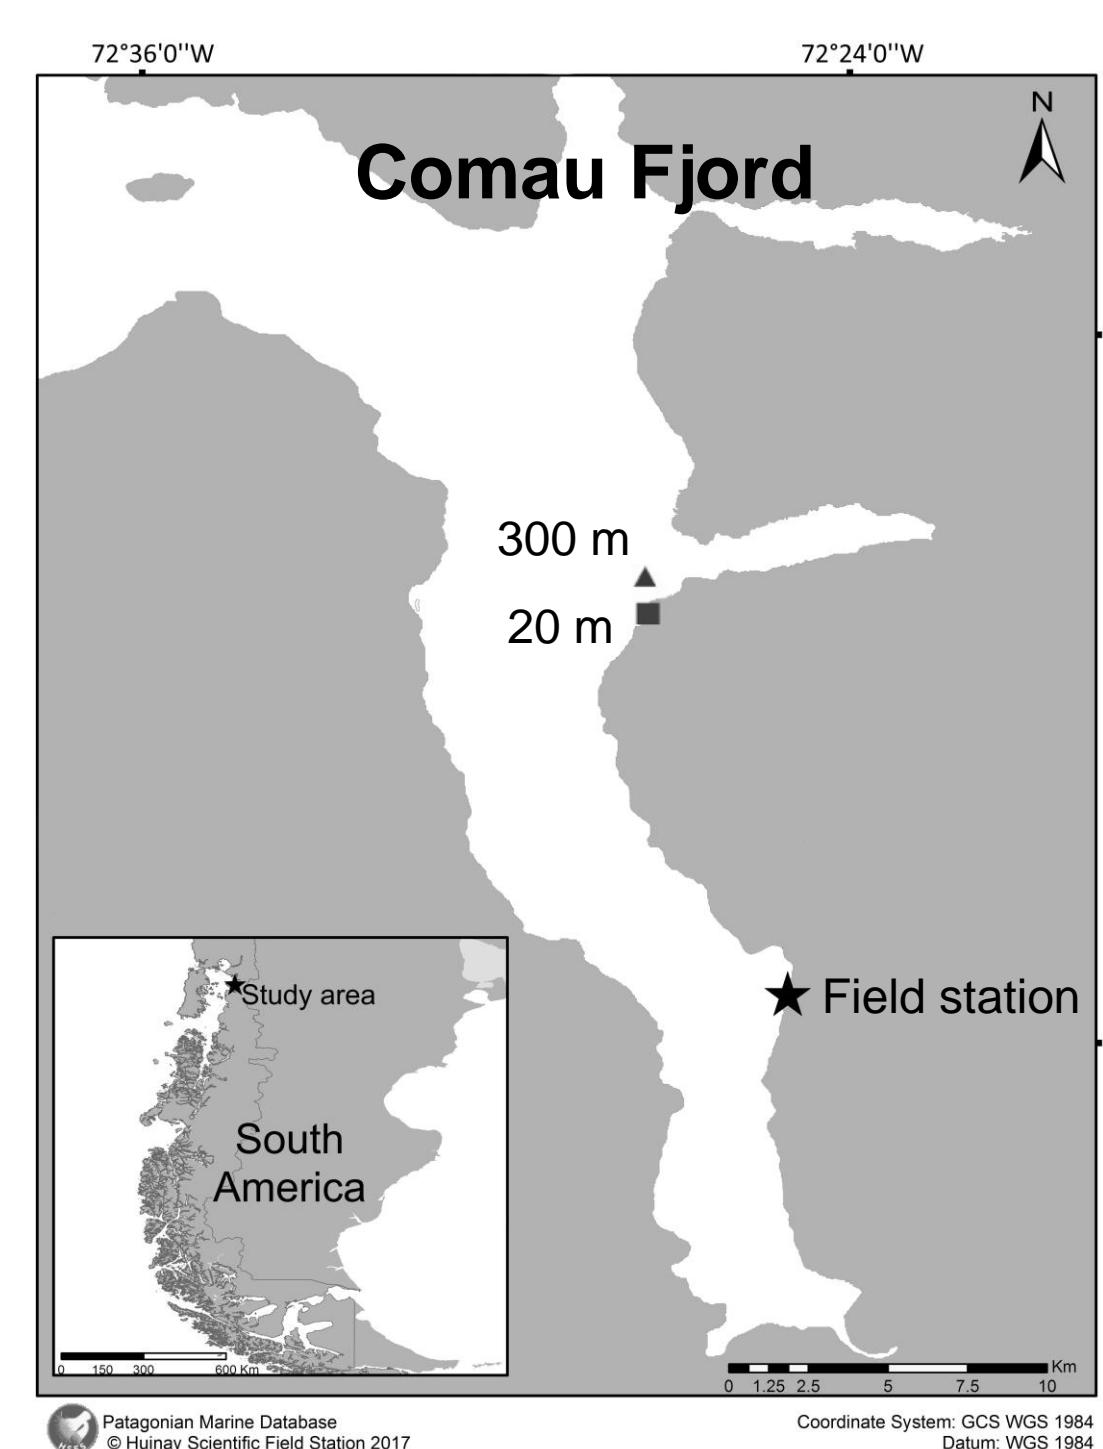 72°36'0''W
72°24'0''W
N
Comau Fjord
300 m
20 m
Field station
Study area
South
America
0 150 300 600 Km
Km
0 1.25 2.5 5 7.5 10
Patagonian Marine Database
© Huinay Scientific Field Station 2017
Coordinate System: GCS WGS 1984
Datum: WGS 1984